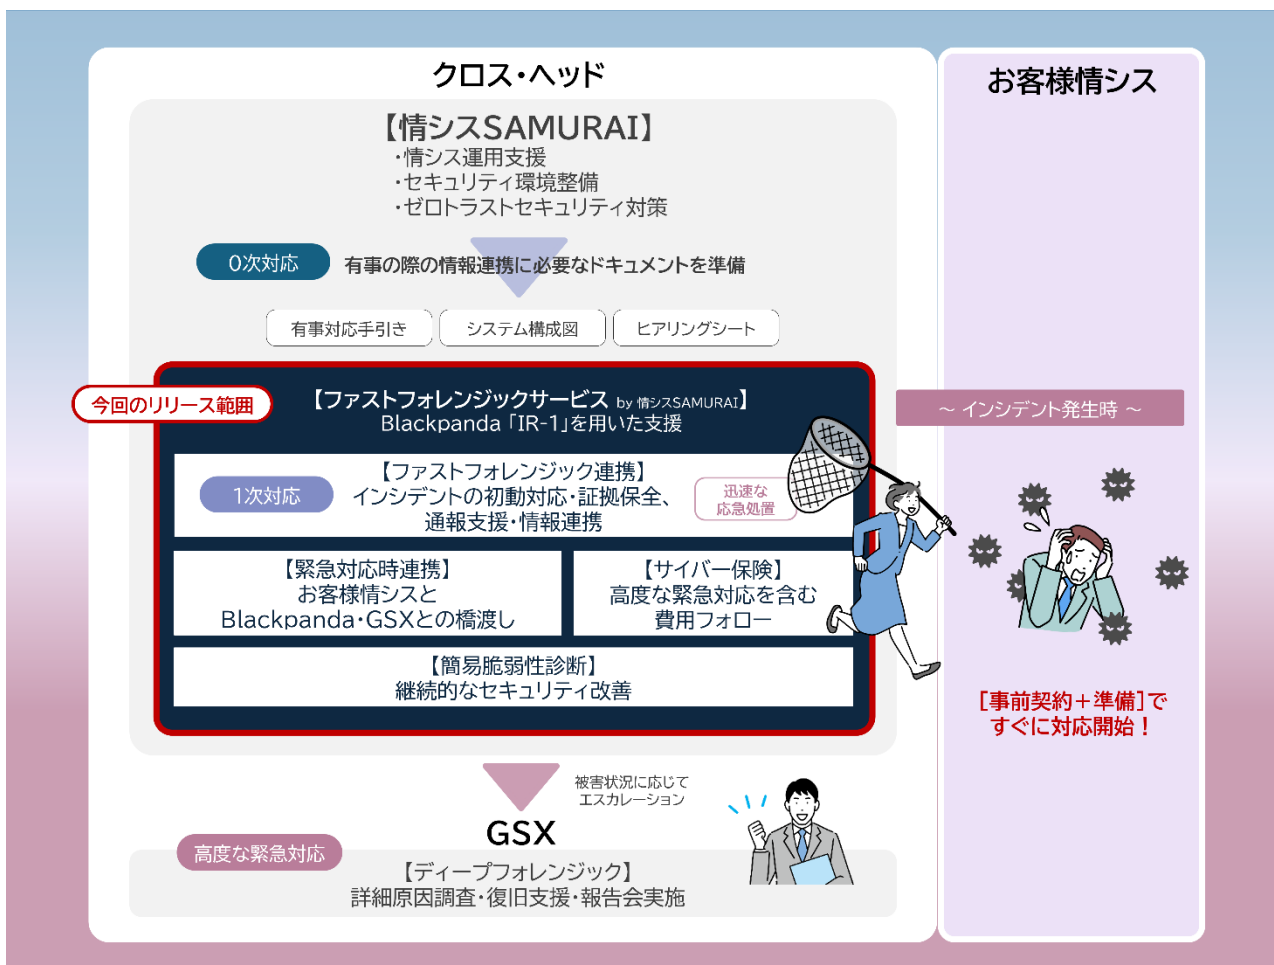 クロス・ヘッド
お客様情シス
【情シスSAMURAI】
・情シス運用支援
・セキュリティ環境整備
・ゼロトラストセキュリティ対策
0次対応
有事の際の情報連携に必要なドキュメントを準備
有事対応手引き
システム構成図
ヒアリングシート
今回のリリース範囲
【ファストフォレンジックサービス by 情シスSAMURAI】
Blackpanda「IR-1」を用いた支援
～ インシデント発生時 ～
1次対応
【ファストフォレンジック連携】
インシデントの初動対応・証拠保全、
通報支援・情報連携
迅速な
応急処置
【緊急対応時連携】
お客様情シスと
Blackpanda・GSXとの橋渡し
【サイバー保険】
高度な緊急対応を含む
費用フォロー
【簡易脆弱性診断】
継続的なセキュリティ改善
［事前契約＋準備］で
すぐに対応開始！
被害状況に応じて
エスカレーション
GSX
高度な緊急対応
【ディープフォレンジック】
詳細原因調査・復旧支援・報告会実施